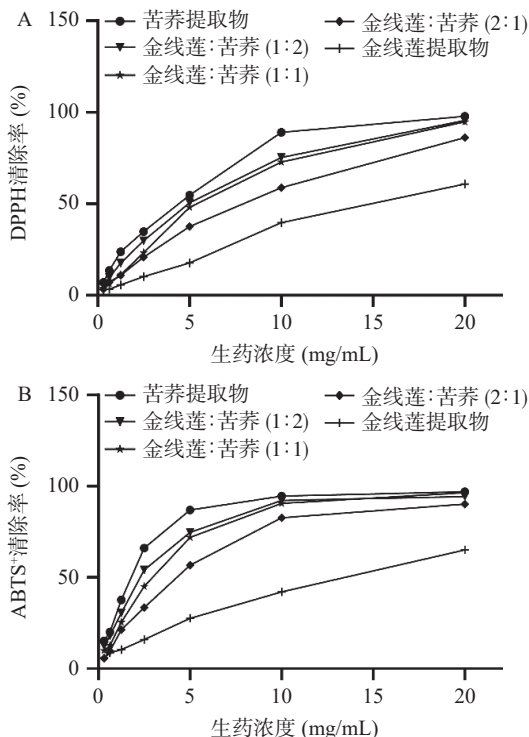 A
苦荞提取物
金线莲:苦荞 (2:1)
金线莲:苦荞 (1:2)
金线莲提取物
金线莲:苦荞 (1:1)
150
100
50
0
DPPH清除率 (%)
0
5
10
15
20
生药浓度 (mg/mL)
B
苦荞提取物
金线莲:苦荞 (2:1)
金线莲:苦荞 (1:2)
金线莲提取物
金线莲:苦荞 (1:1)
150
100
50
0
ABTS⁺清除率 (%)
0
5
10
15
20
生药浓度 (mg/mL)